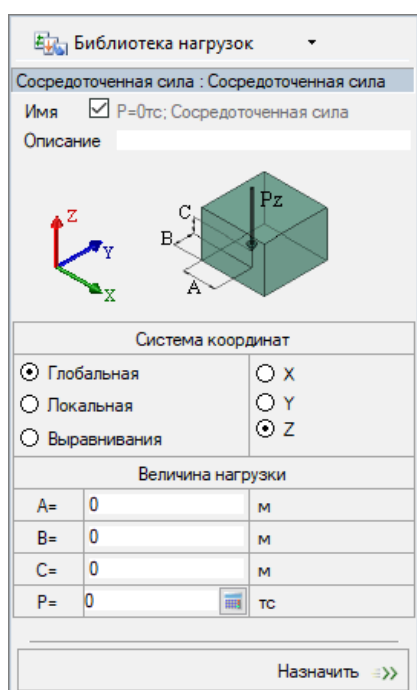 Библиотека нагрузок
Сосредоточенная сила : Сосредоточенная сила
Имя P=0тс; Сосредоточенная сила
Описание
Z
Y
X
C
B
A
Pz
Система координат
Глобальная X
Локальная Y
Выравнивания Z
Величина нагрузки
A= 0 м
B= 0 м
C= 0 м
P= 0 тс
Назначить